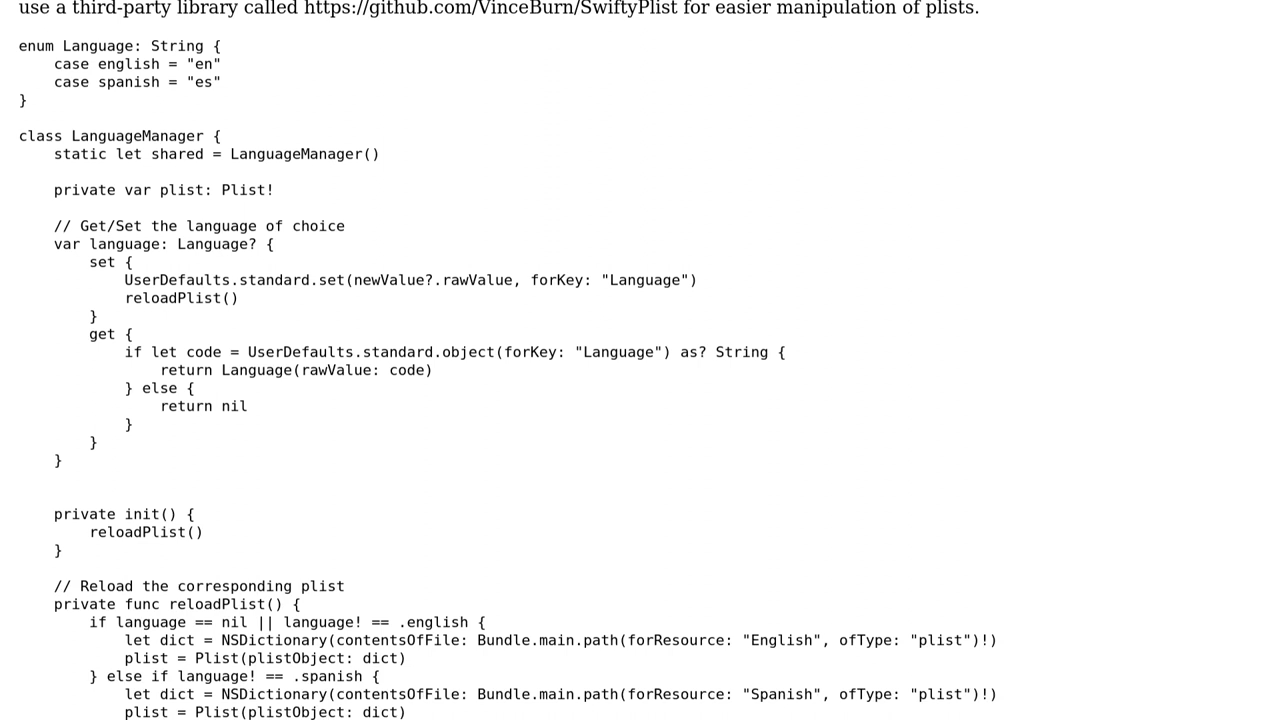 use a third-party library called https://github.com/VinceBurn/SwiftyPlist for easier manipulation of plists.
enum Language: String {
    case english = "en"
    case spanish = "es"
}
class LanguageManager {
    static let shared = LanguageManager()
    private var plist: Plist!
    // Get/Set the language of choice
    var language: Language? {
        set {
            UserDefaults.standard.set(newValue?.rawValue, forKey: "Language")
            reloadPlist()
        }
        get {
            if let code = UserDefaults.standard.object(forKey: "Language") as? String {
                return Language(rawValue: code)
            } else {
                return nil
            }
        }
    }
    private init() {
        reloadPlist()
    }
    // Reload the corresponding plist
    private func reloadPlist() {
        if language == nil || language! == .english {
            let dict = NSDictionary(contentsOfFile: Bundle.main.path(forResource: "English", ofType: "plist")!)
            plist = Plist(plistObject: dict)
        } else if language! == .spanish {
            let dict = NSDictionary(contentsOfFile: Bundle.main.path(forResource: "Spanish", ofType: "plist")!)
            plist = Plist(plistObject: dict)